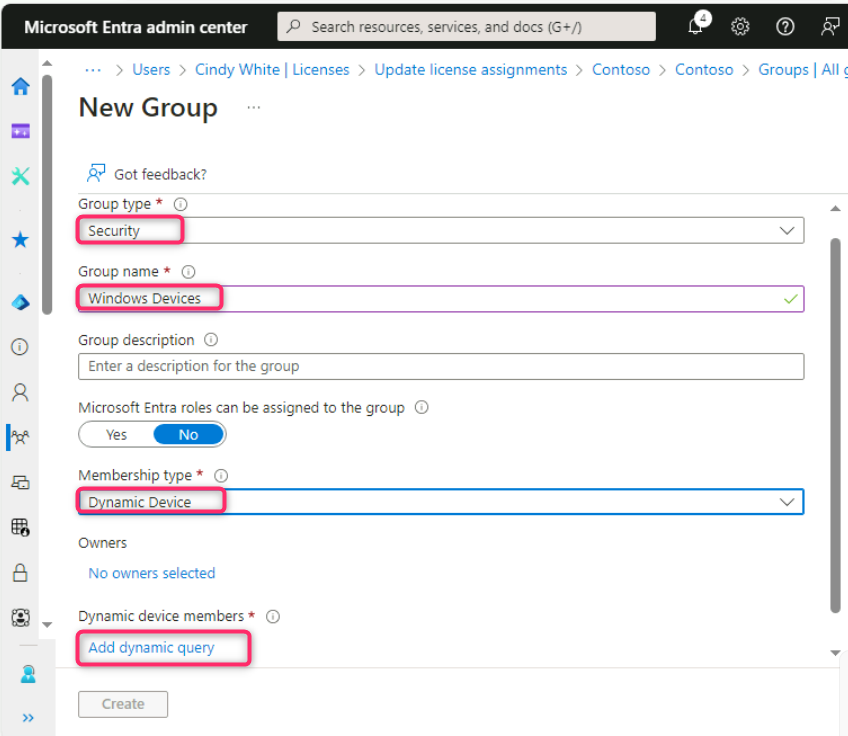 Microsoft Entra admin center
Search resources, services, and docs (G+/)
4
··· > Users > Cindy White | Licenses > Update license assignments > Contoso > Contoso > Groups | All g
New Group ···
Got feedback?
Group type *
Security
Group name *
Windows Devices
Group description
Enter a description for the group
Microsoft Entra roles can be assigned to the group
Yes No
Membership type *
Dynamic Device
Owners
No owners selected
Dynamic device members *
Add dynamic query
Create